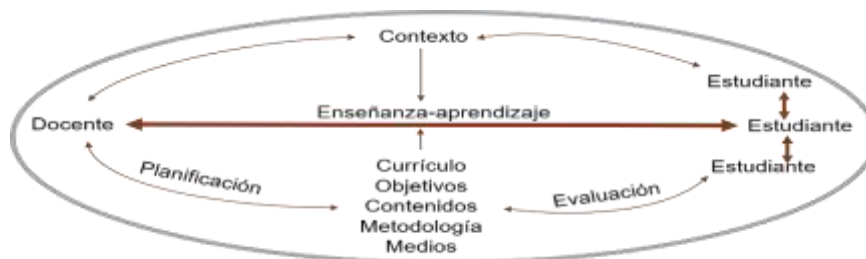 Contexto
Estudiante
Enseñanza-aprendizaje
Docente
Estudiante
Currículo
Estudiante
Planificación
Objetivos
Evaluación
Contenidos
Metodología
Medios